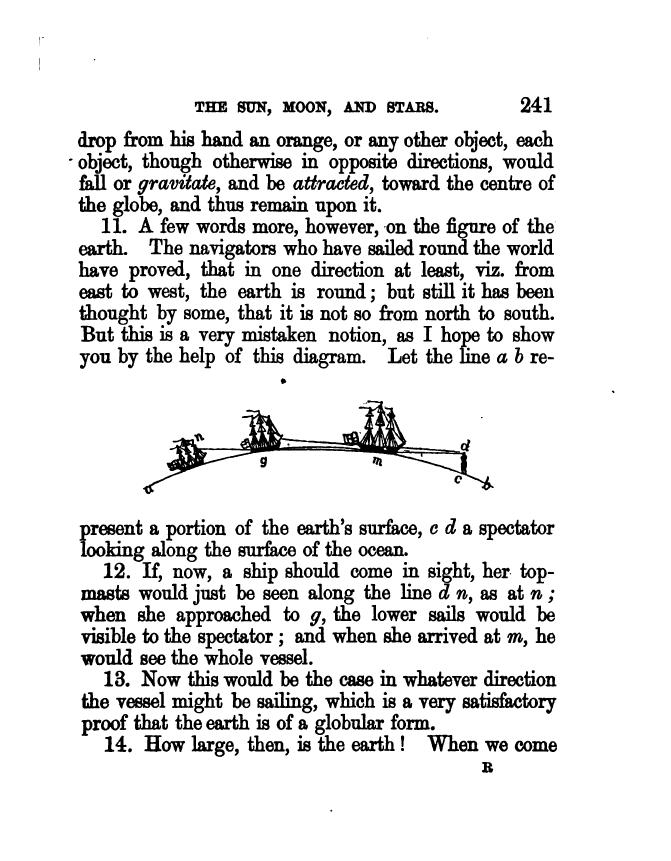 THE SUN, MOON, AND STARS. 241
drop from his hand an orange, or any other object, each
object, though otherwise in opposite directions, would
fall or gravitate, and be attracted, toward the centre of
the globe, and thus remain upon it.
11. A few words more, however, on the figure of the
earth. The navigators who have sailed round the world
have proved, that in one direction at least, viz. from
east to west, the earth is round; but still it has been
thought by some, that it is not so from north to south.
But this is a very mistaken notion, as I hope to show
you by the help of this diagram. Let the line a b re-
n
d
g
m
c
a
b
present a portion of the earth's surface, c d a spectator
looking along the surface of the ocean.
12. If, now, a ship should come in sight, her top-
masts would just be seen along the line d n, as at n;
when she approached to g, the lower sails would be
visible to the spectator; and when she arrived at m, he
would see the whole vessel.
13. Now this would be the case in whatever direction
the vessel might be sailing, which is a very satisfactory
proof that the earth is of a globular form.
14. How large, then, is the earth! When we come
R